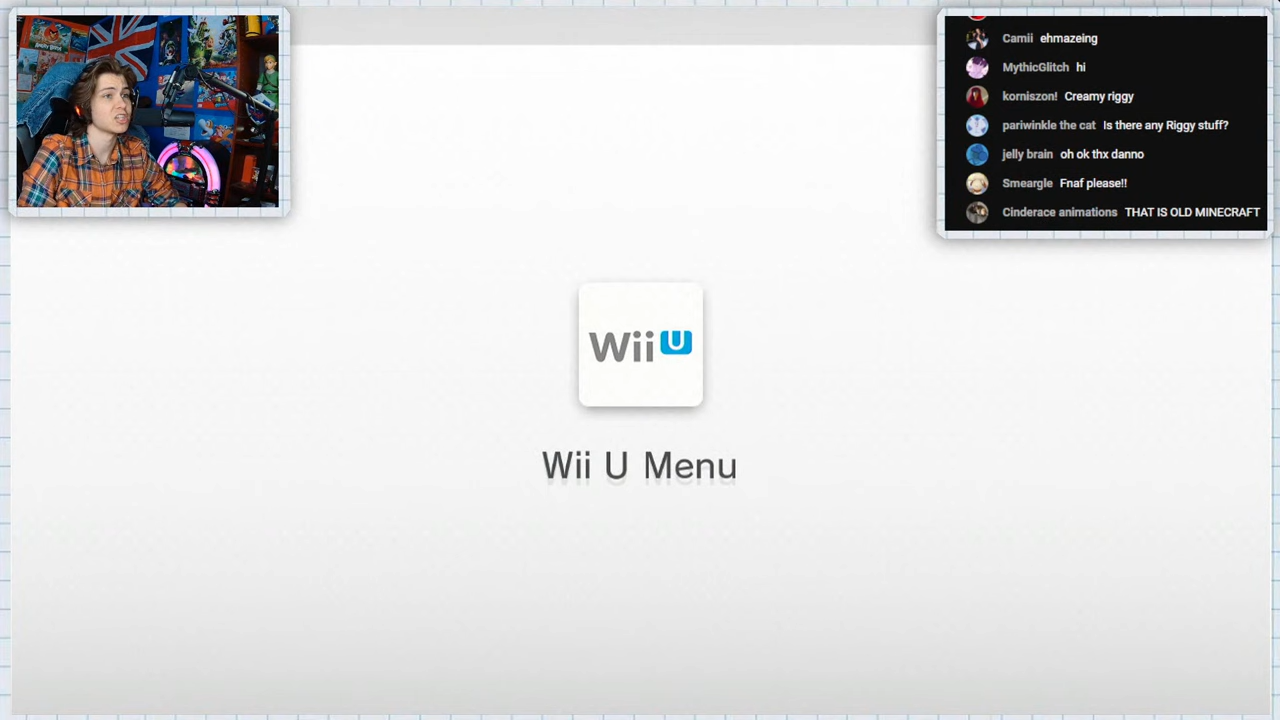 Camii ehmazeing
MythicGlitch hi
korniszon! Creamy riggy
pariwinkle the cat Is there any Riggy stuff?
jelly brain oh ok thx danno
Smeargle Fnaf please!!
Cinderace animations THAT IS OLD MINECRAFT
Wii U
Wii U Menu